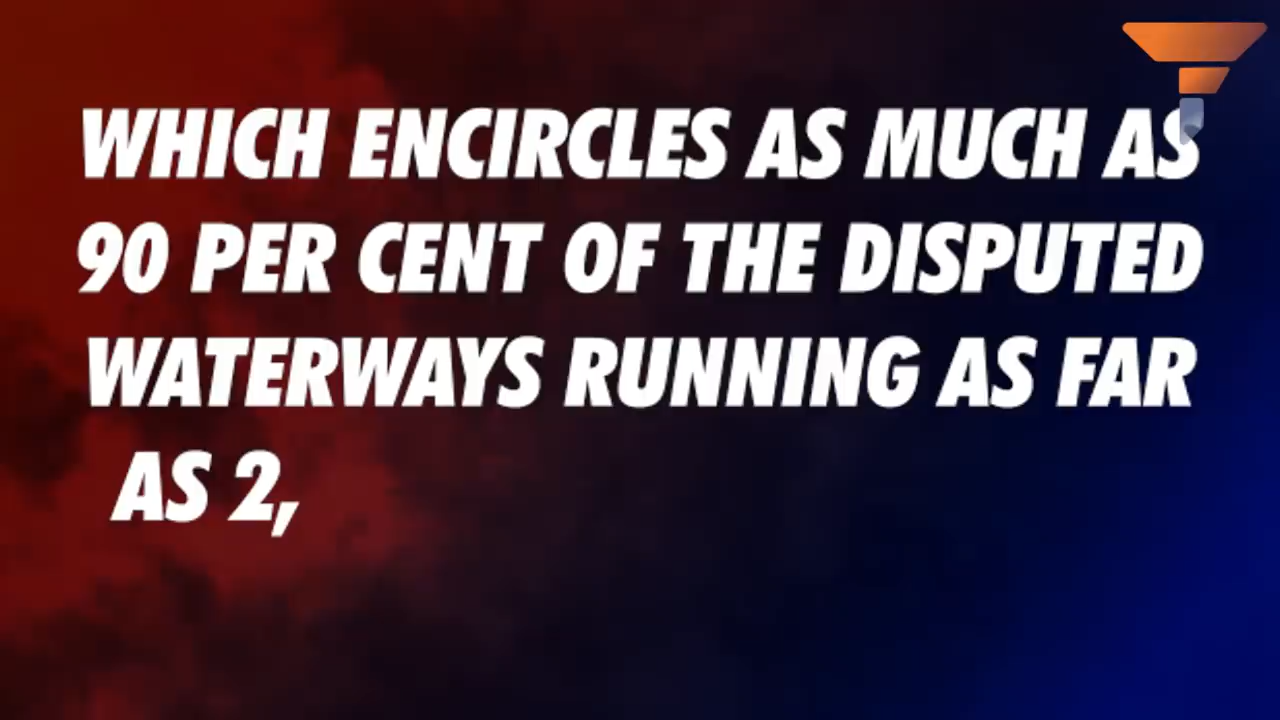 WHICH ENCIRCLES AS MUCH AS
90 PER CENT OF THE DISPUTED
WATERWAYS RUNNING AS FAR
AS 2,